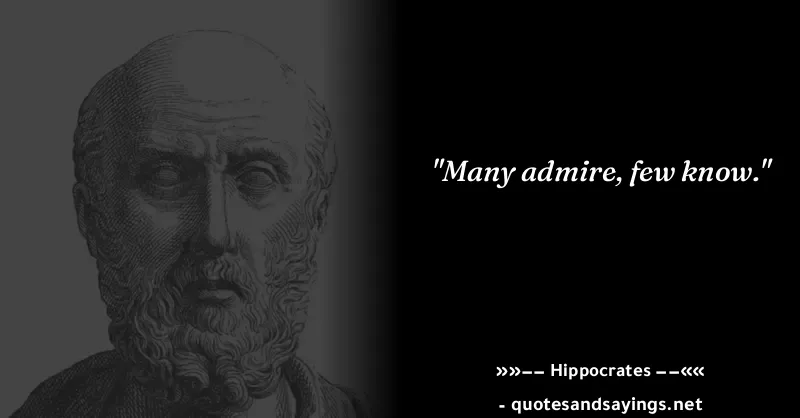 "Many admire, few know."
»»–– Hippocrates ––««
- quotesandsayings.net